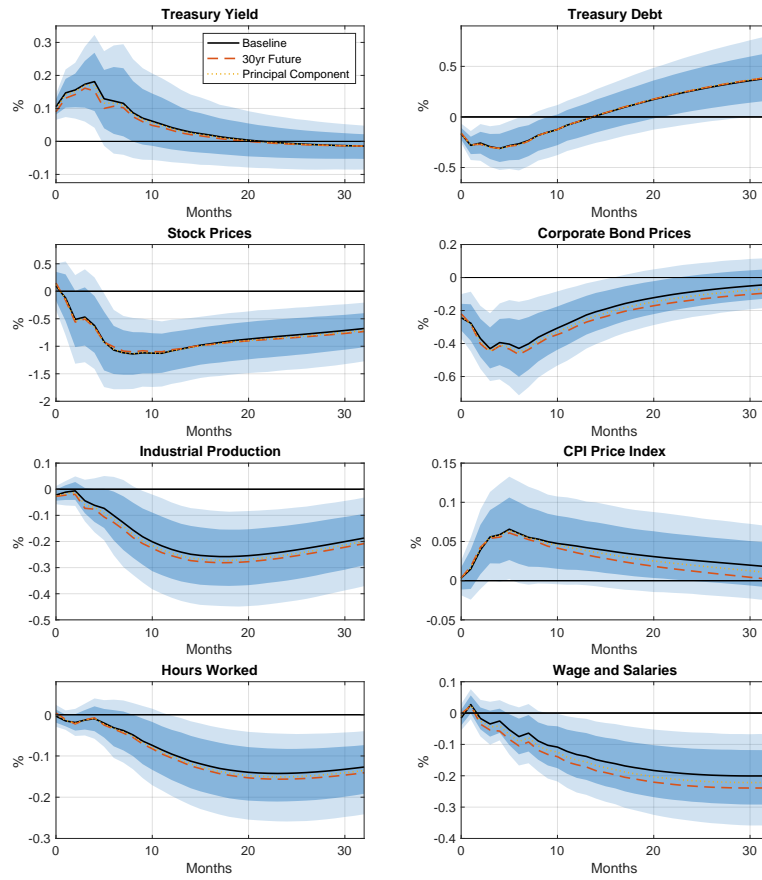 Treasury Yield
0.3
0.2
0.1
0
-0.1
%
0 10 20 30
Months
Baseline
30yr Future
Principal Component
Treasury Debt
0.5
0
-0.5
%
0 10 20 30
Months
Stock Prices
0.5
0
-0.5
-1
-1.5
-2
%
0 10 20 30
Months
Corporate Bond Prices
0.2
0
-0.2
-0.4
-0.6
%
0 10 20 30
Months
Industrial Production
0.1
0
-0.1
-0.2
-0.3
-0.4
-0.5
%
0 10 20 30
Months
CPI Price Index
0.15
0.1
0.05
0
-0.05
%
0 10 20 30
Months
Hours Worked
0
-0.1
-0.2
-0.3
%
0 10 20 30
Months
Wage and Salaries
0.1
0
-0.1
-0.2
-0.3
-0.4
%
0 10 20 30
Months